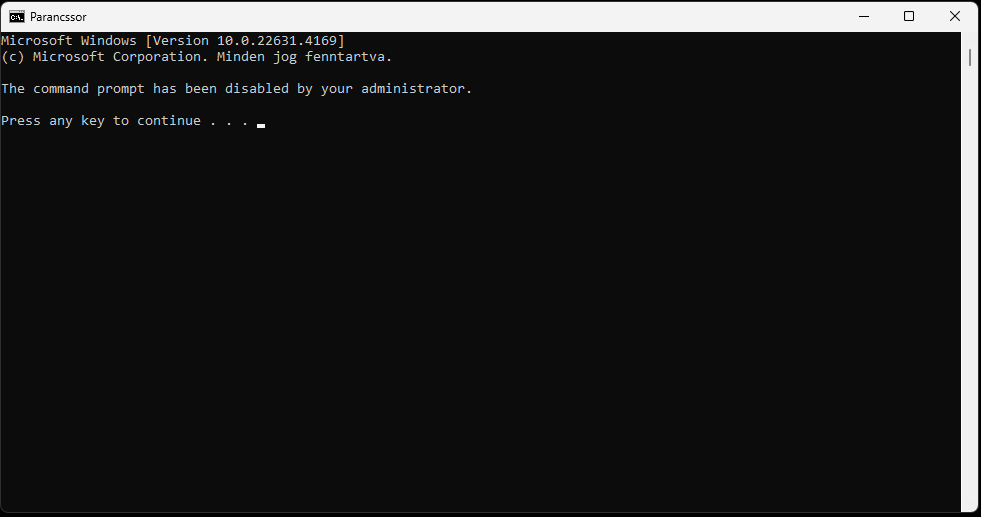 Parancssor
Microsoft Windows [Version 10.0.22631.4169]
(c) Microsoft Corporation. Minden jog fenntartva.
The command prompt has been disabled by your administrator.
Press any key to continue . . .